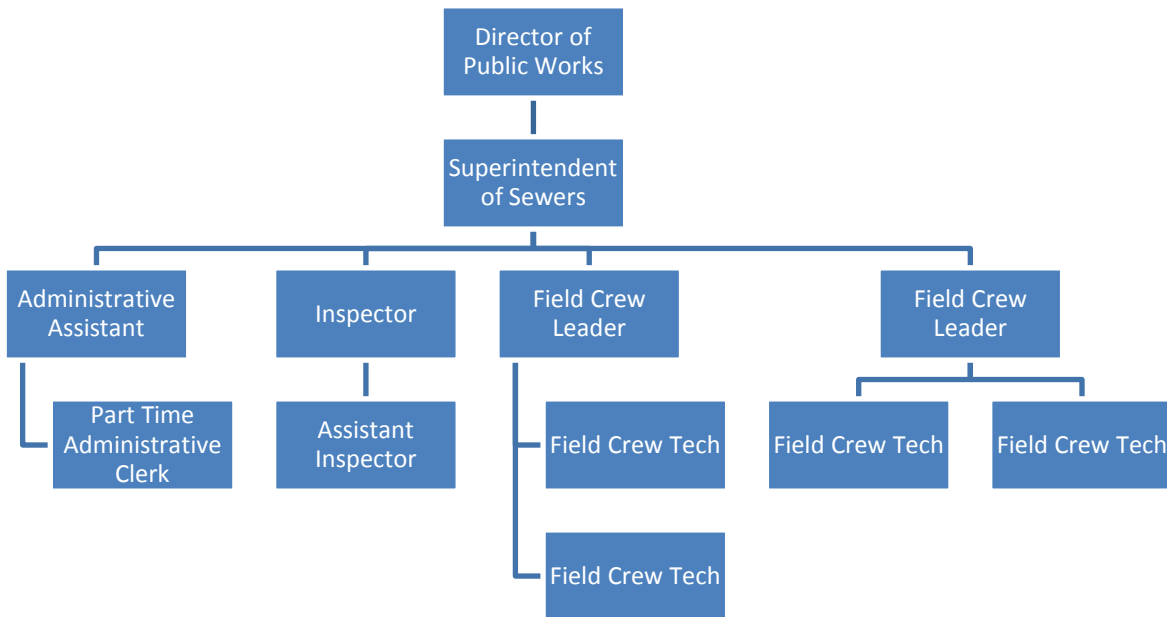 Director of
Public Works
Superintendent
of Sewers
Administrative
Assistant
Inspector
Field Crew
Leader
Field Crew
Leader
Part Time
Administrative
Clerk
Assistant
Inspector
Field Crew Tech
Field Crew Tech
Field Crew Tech
Field Crew Tech